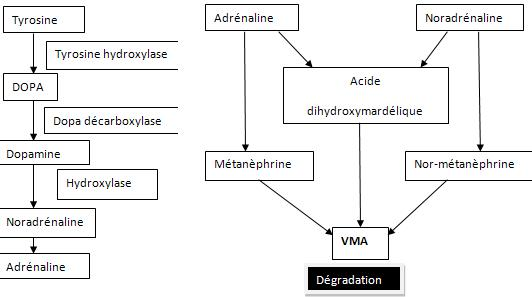 Tyrosine
Tyrosine hydroxylase
DOPA
Dopa décarboxylase
Dopamine
Hydroxylase
Noradrénaline
Adrénaline
Adrénaline
Noradrénaline
Acide
dihydroxymardélique
Métanèphrine
Nor-métanèphrine
VMA
Dégradation